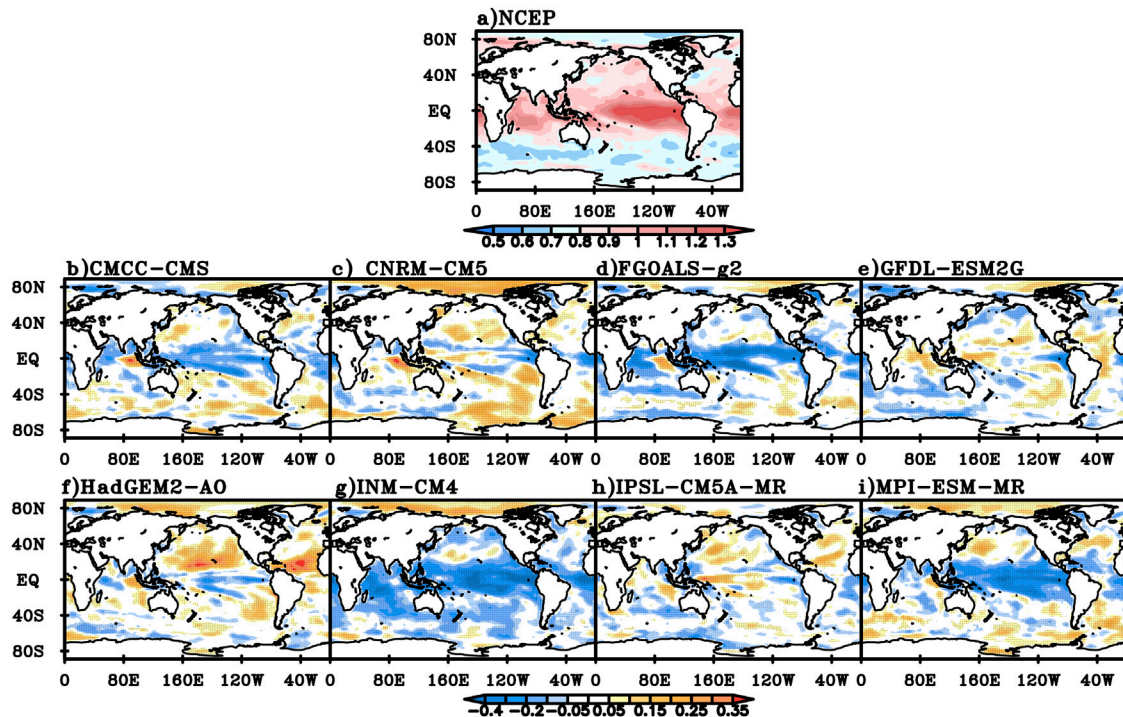 a)NCEP
80N
40N
EQ
40S
80S
0 80E 160E 120W 40W
0.5 0.6 0.7 0.8 0.9 1 1.1 1.2 1.3
b)CMCC-CMS c) CNRM-CM5 d)FGOALS-g2 e)GFDL-ESM2G
80N
40N
EQ
40S
80S
0 80E 160E 120W 40W 0 80E 160E 120W 40W 0 80E 160E 120W 40W 0 80E 160E 120W 40W
f)HadGEM2-AO g)INM-CM4 h)IPSL-CM5A-MR i)MPI-ESM-MR
80N
40N
EQ
40S
80S
0 80E 160E 120W 40W 0 80E 160E 120W 40W 0 80E 160E 120W 40W 0 80E 160E 120W 40W
-0.4 -0.2 -0.05 0.05 0.15 0.25 0.35